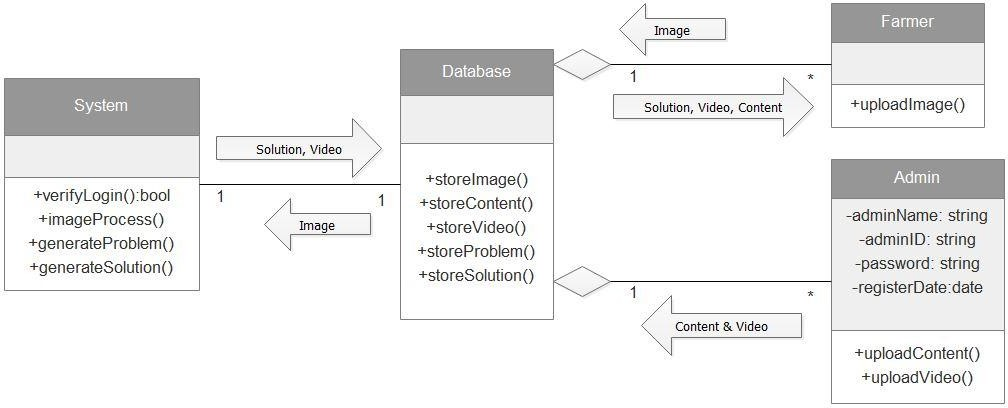 System
+verifyLogin():bool
+imageProcess()
+generateProblem()
+generateSolution()
Solution, Video
1
1
Image
Database
+storeImage()
+storeContent()
+storeVideo()
+storeProblem()
+storeSolution()
Image
1
*
Solution, Video, Content
Farmer
+uploadImage()
1
*
Content & Video
Admin
-adminName: string
-adminID: string
-password: string
-registerDate:date
+uploadContent()
+uploadVideo()